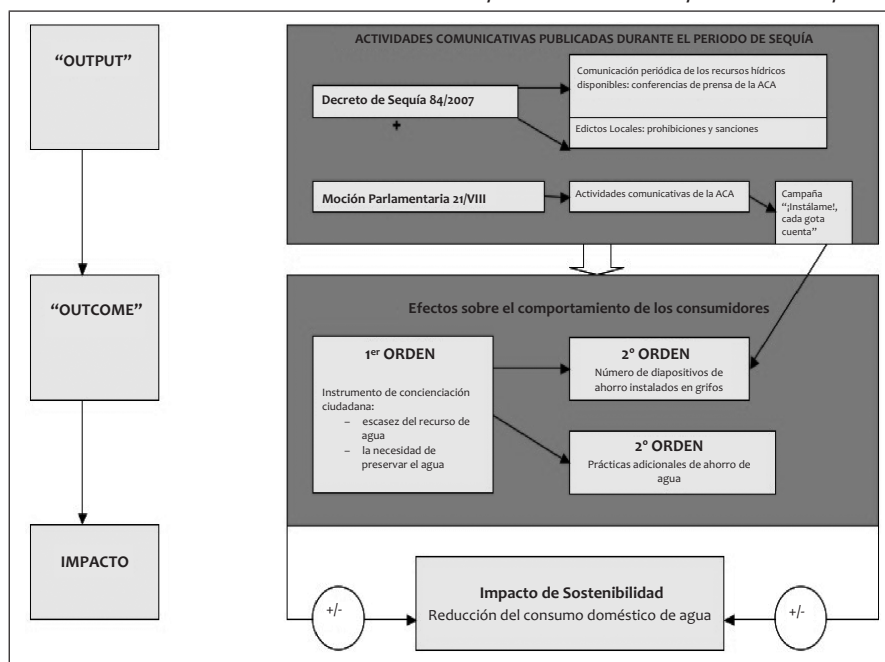 “OUTPUT”
ACTIVIDADES COMUNICATIVAS PUBLICADAS DURANTE EL PERIODO DE SEQUÍA
Decreto de Sequía 84/2007
+
Comunicación periódica de los recursos hídricos
disponibles: conferencias de prensa de la ACA
Edictos Locales: prohibiciones y sanciones
Moción Parlamentaria 21/VIII
Actividades comunicativas de la ACA
Campaña
“¡Instálame!,
cada gota
cuenta”
“OUTCOME”
Efectos sobre el comportamiento de los consumidores
1er ORDEN
Instrumento de concienciación
ciudadana:
– escasez del recurso de
agua
– la necesidad de
preservar el agua
2° ORDEN
Número de diapositivos de
ahorro instalados en grifos
2° ORDEN
Prácticas adicionales de ahorro de
agua
IMPACTO
+/-
Impacto de Sostenibilidad
Reducción del consumo doméstico de agua
+/-